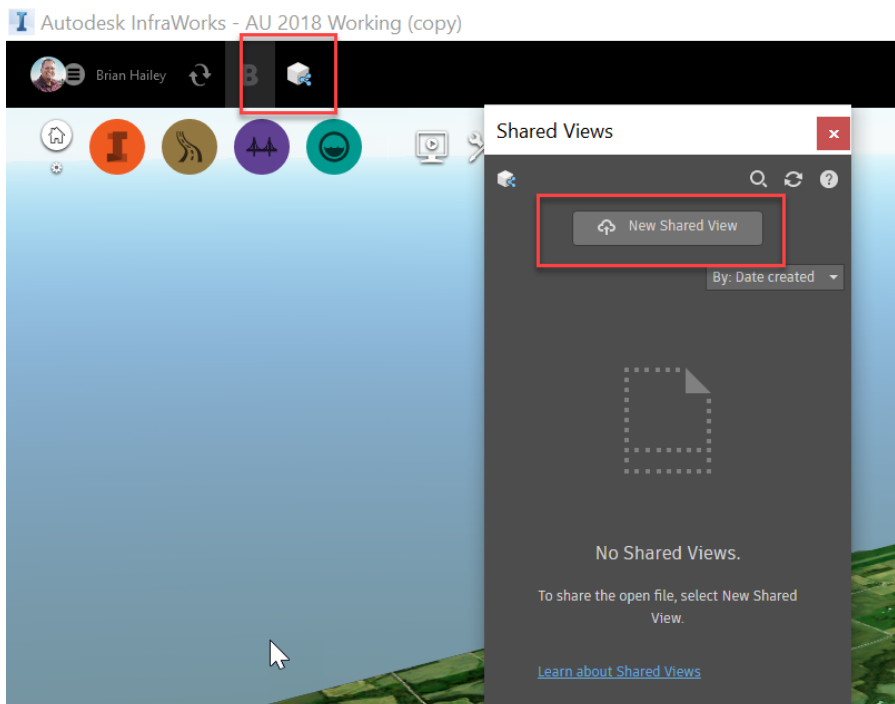 Autodesk InfraWorks - AU 2018 Working (copy)
Brian Hailey
B
Shared Views
New Shared View
By: Date created
No Shared Views.
To share the open file, select New Shared
View.
Learn about Shared Views